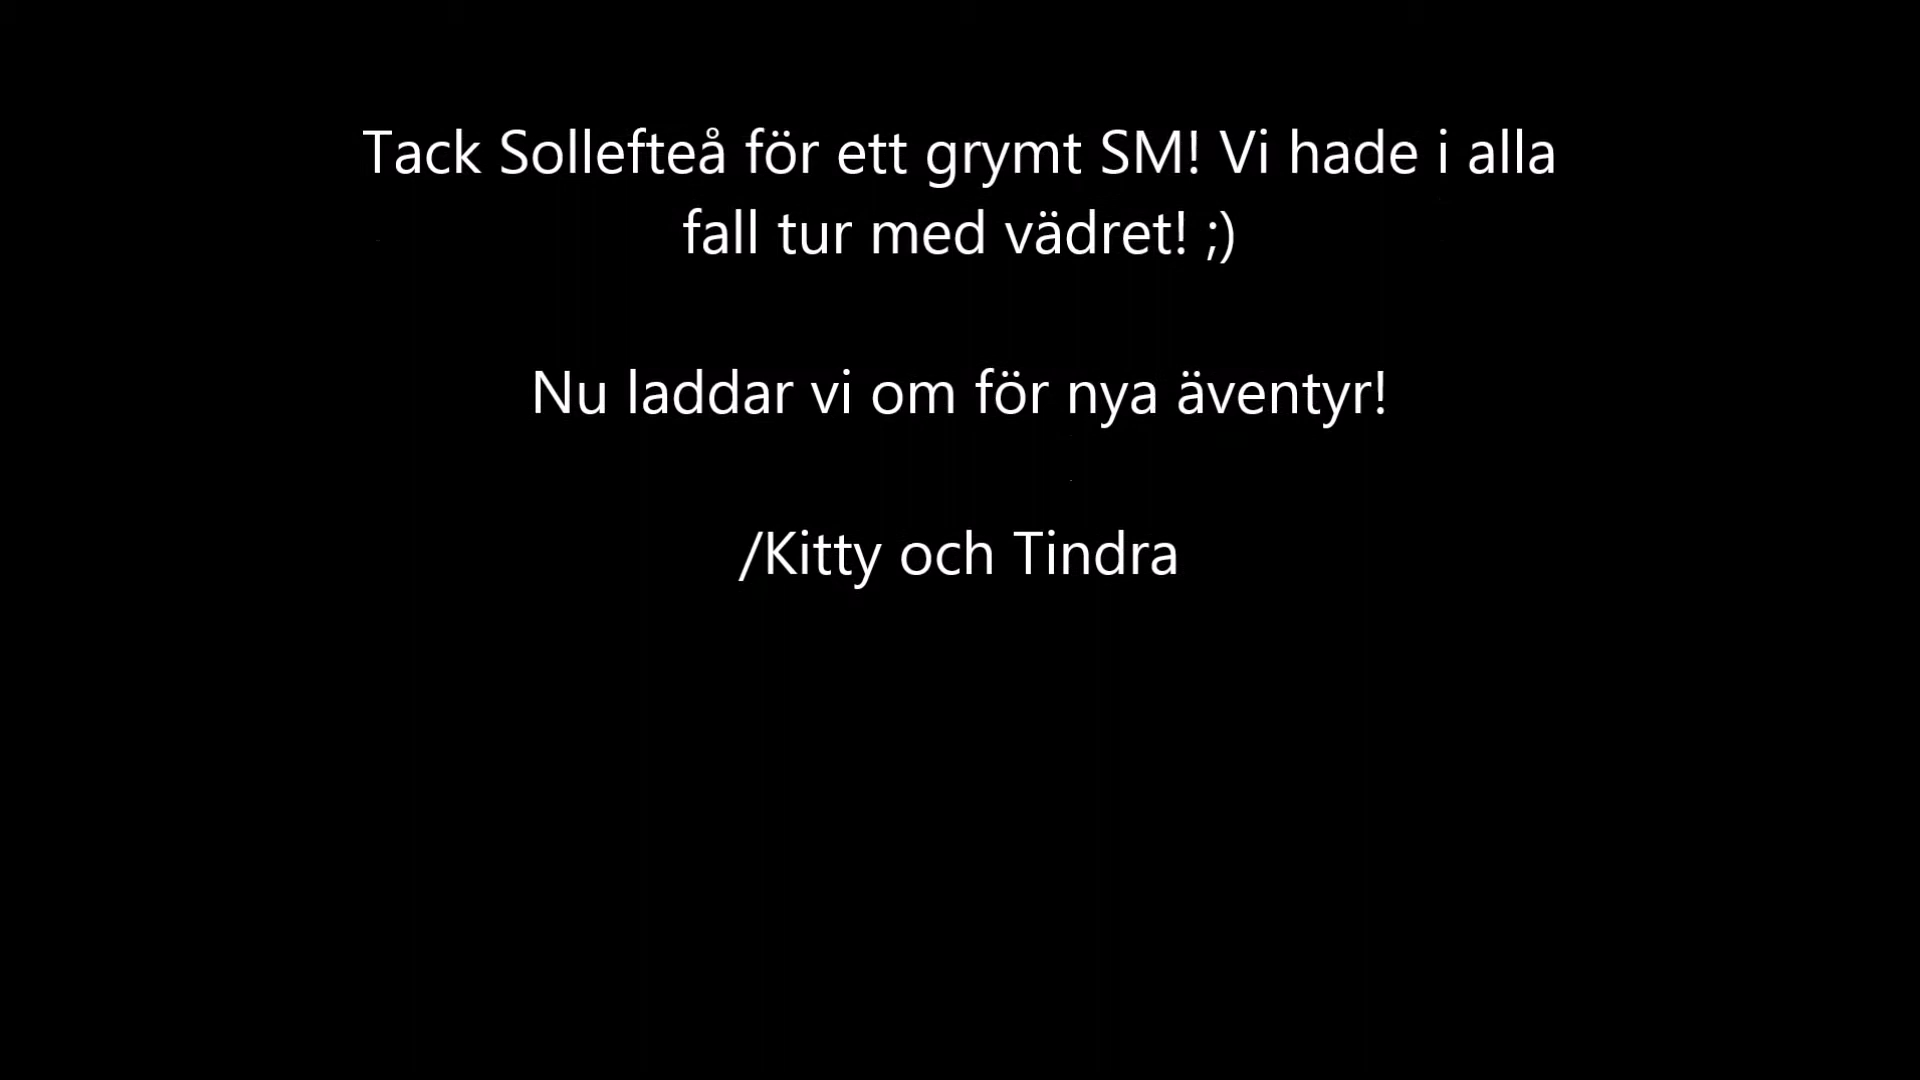 Tack Sollefteå för ett grymt SM! Vi hade i alla
fall tur med vädret! ;)
Nu laddar vi om för nya äventyr!
/Kitty och Tindra